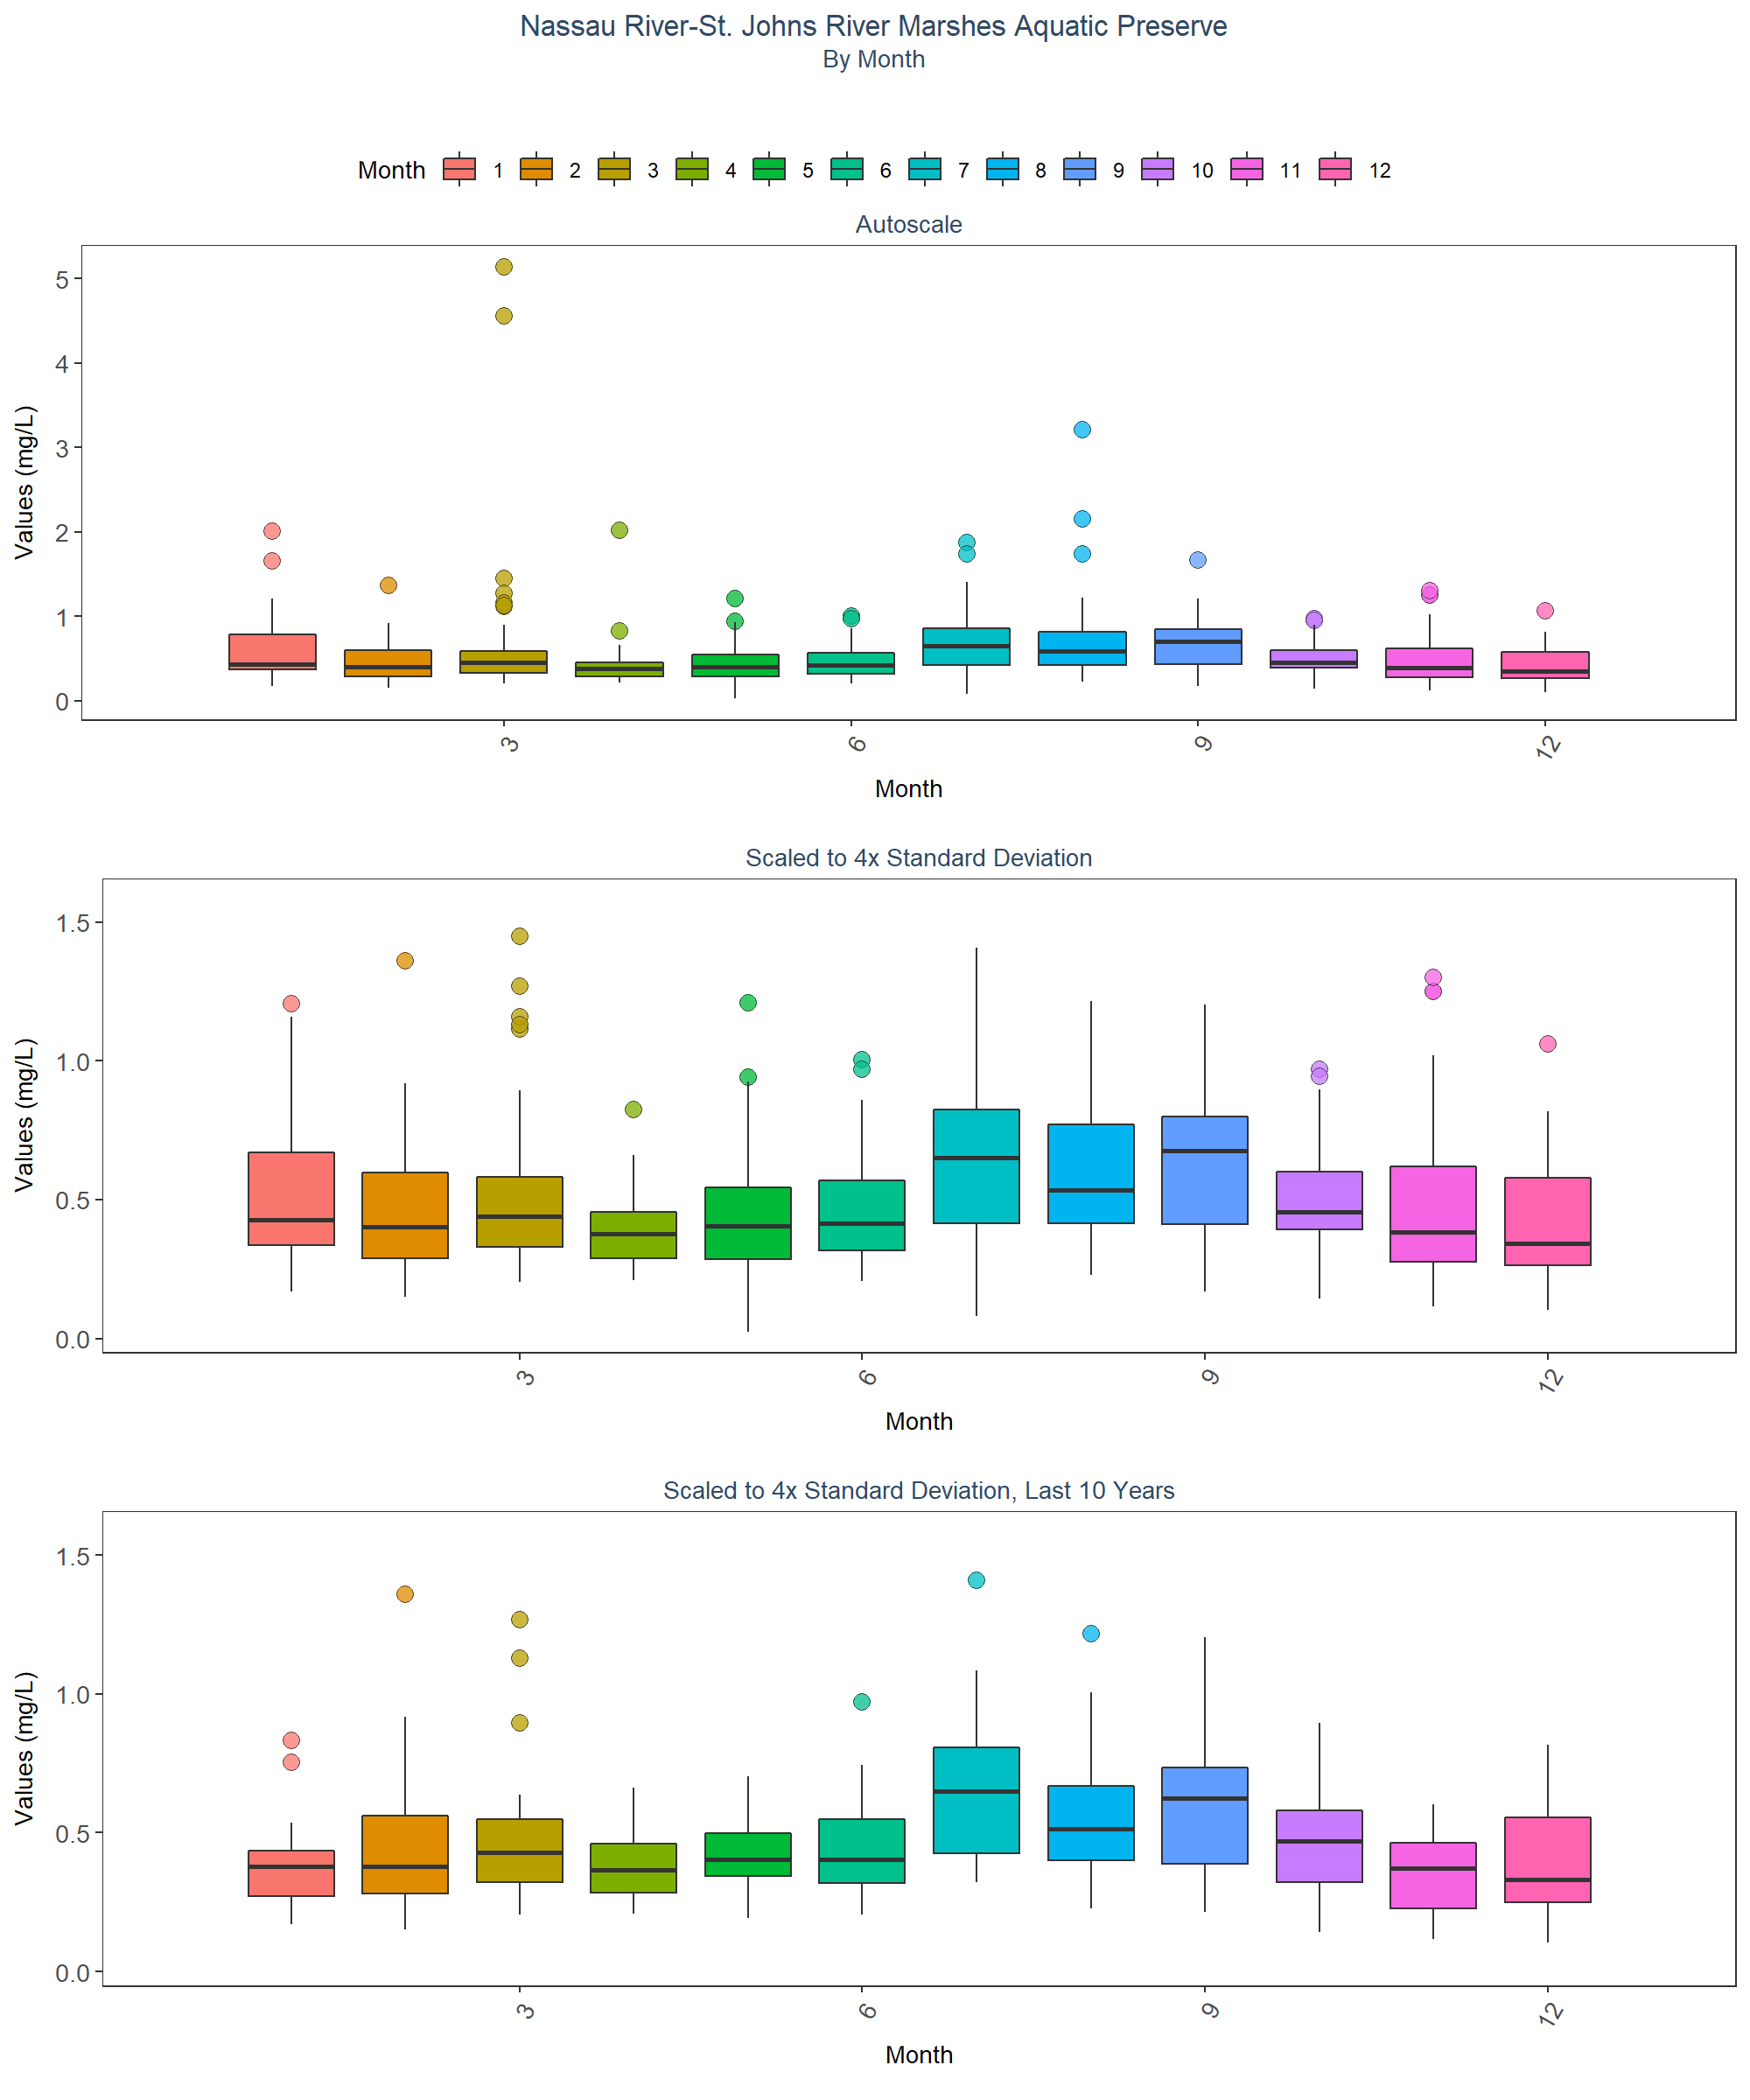 Nassau River-St. Johns River Marshes Aquatic Preserve
By Month
Month 1 2 3 4 5 6 7 8 9 10 11 12
Autoscale
Values (mg/L)
5
4
3
2
1
0
3 6 9 12
Month
Scaled to 4x Standard Deviation
Values (mg/L)
1.5
1.0
0.5
0.0
3 6 9 12
Month
Scaled to 4x Standard Deviation, Last 10 Years
Values (mg/L)
1.5
1.0
0.5
0.0
3 6 9 12
Month